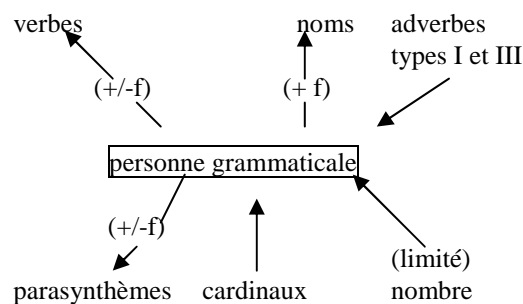 verbes noms adverbes
types I et III
(+/-f) (+ f)
personne grammaticale
(+/-f)
(limité)
parasynthèmes cardinaux nombre